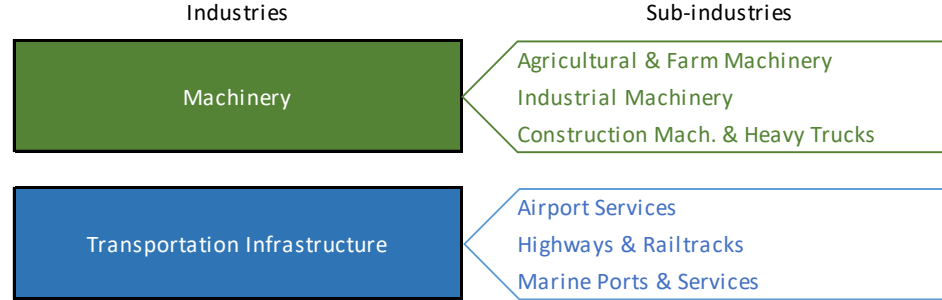 Industries
Sub-industries
Machinery
Agricultural & Farm Machinery
Industrial Machinery
Construction Mach. & Heavy Trucks
Transportation Infrastructure
Airport Services
Highways & Railtracks
Marine Ports & Services